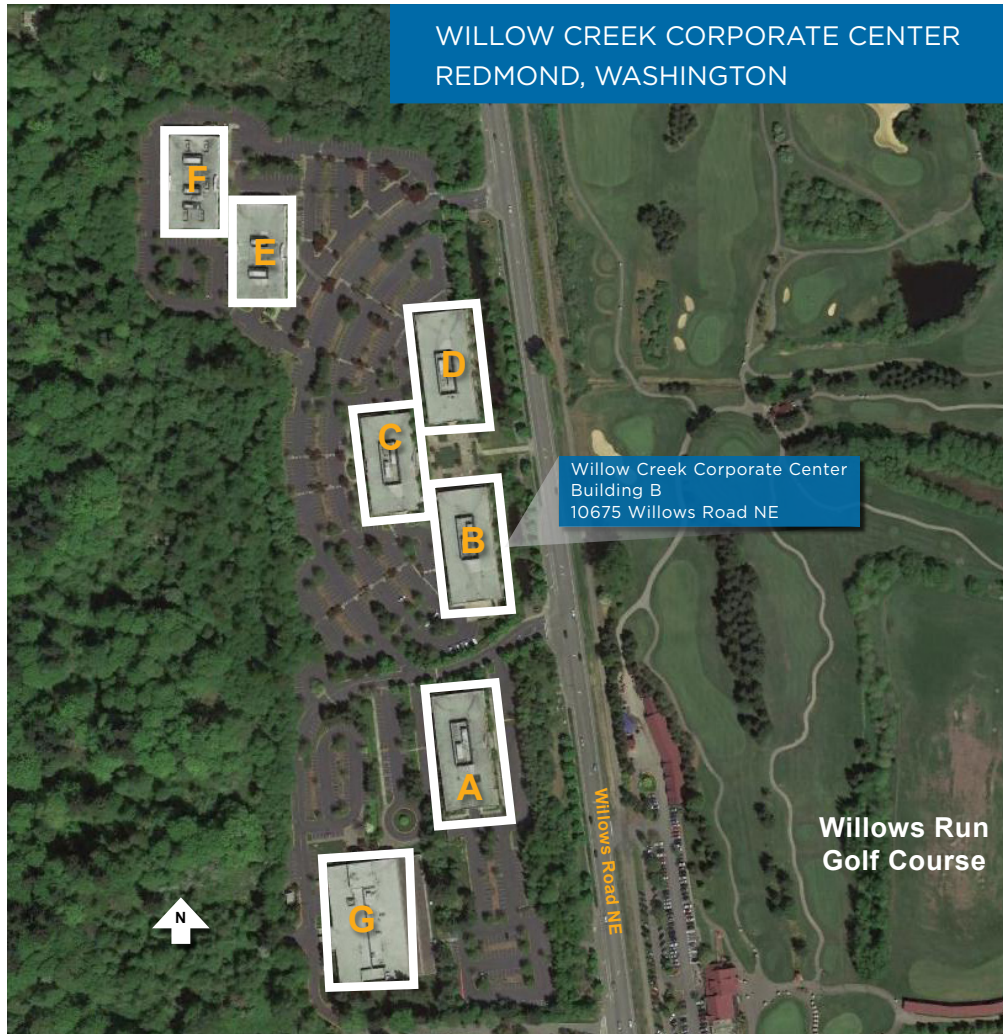 WILLOW CREEK CORPORATE CENTER
REDMOND, WASHINGTON
F
E
D
C
Willow Creek Corporate Center
Building B
10675 Willows Road NE
B
A
Willows Road NE
Willows Run
Golf Course
G
N